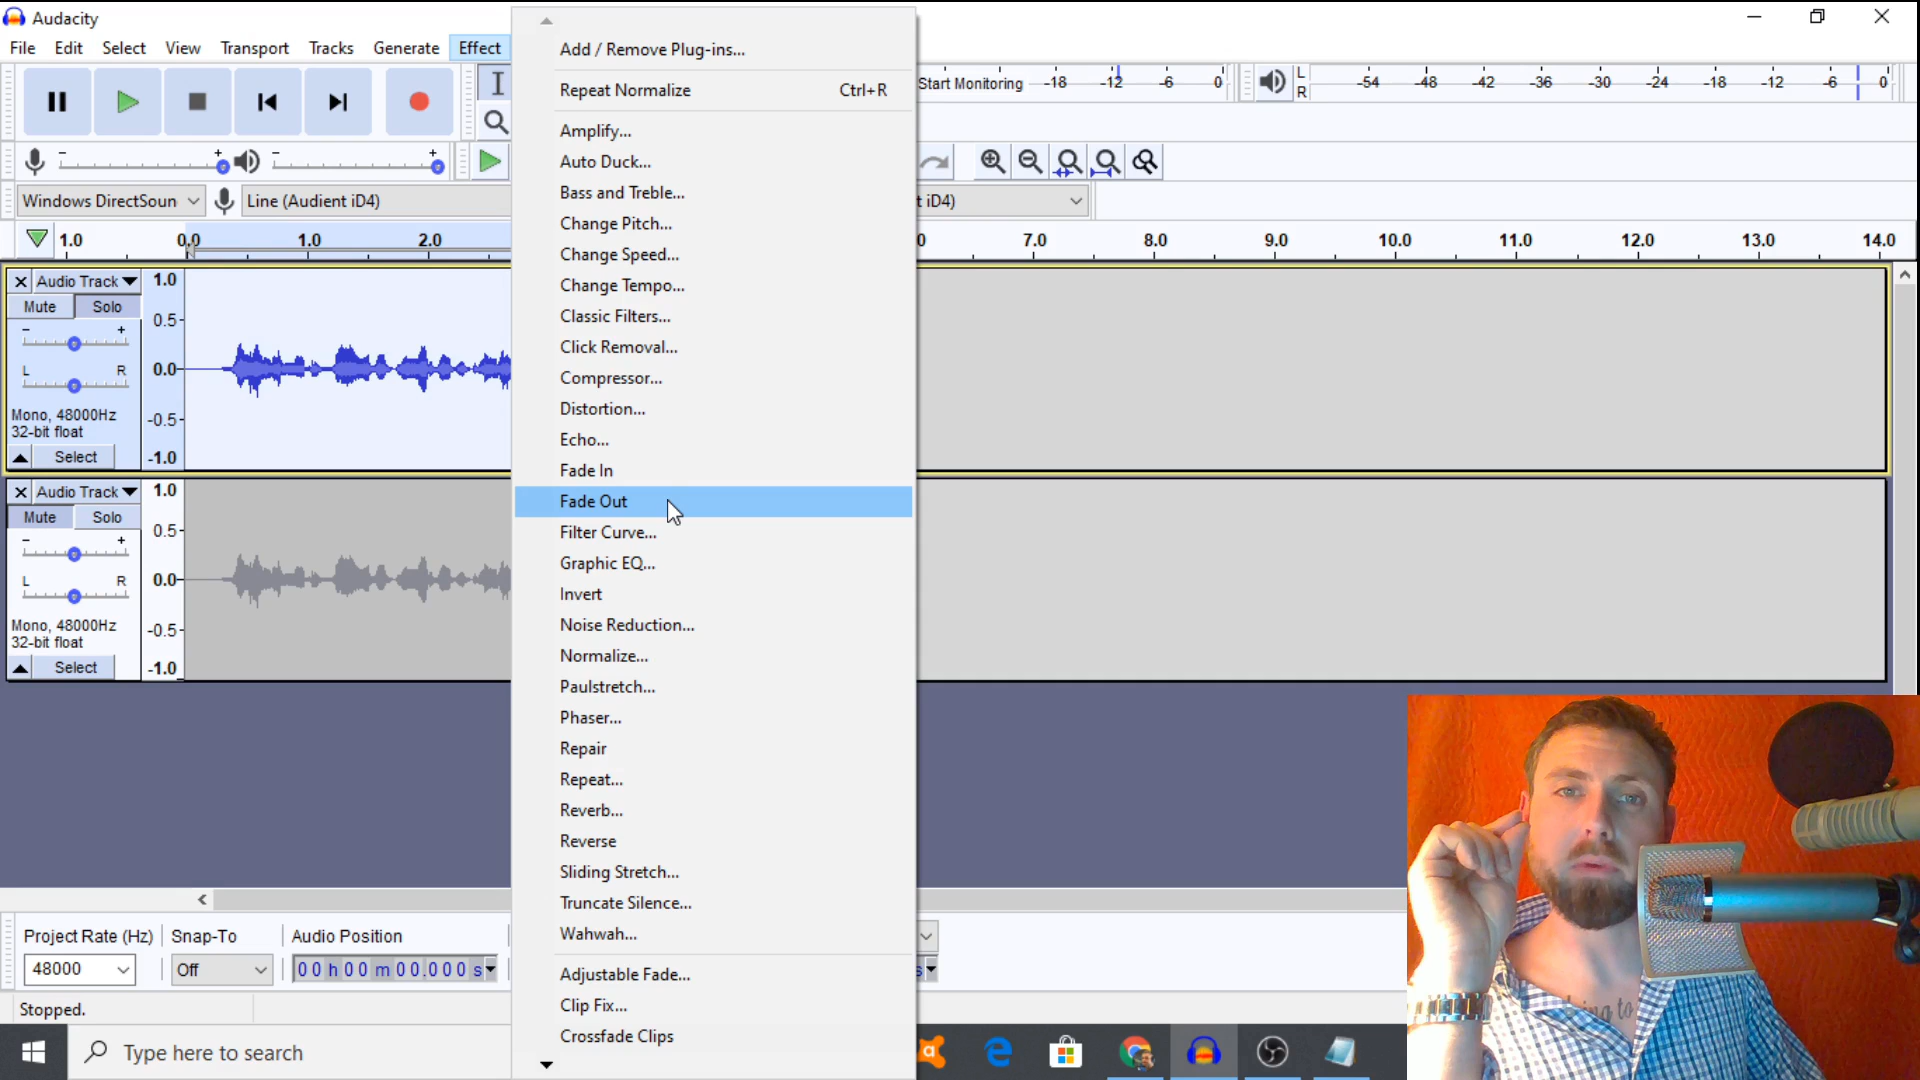 Audacity
File Edit Select View Transport Tracks Generate Effect
Add / Remove Plug-ins...
Repeat Normalize Ctrl+R
Amplify...
Auto Duck...
Bass and Treble...
Change Pitch...
Change Speed...
Change Tempo...
Classic Filters...
Click Removal...
Compressor...
Distortion...
Echo...
Fade In
Fade Out
Filter Curve...
Graphic EQ...
Invert
Noise Reduction...
Normalize...
Paulstretch...
Phaser...
Repair
Repeat...
Reverb...
Reverse
Sliding Stretch...
Truncate Silence...
Wahwah...
Adjustable Fade...
Clip Fix...
Crossfade Clips
Start Monitoring -18 -12 -6 0
L
R
-54 -48 -42 -36 -30 -24 -18 -12 -6 0
- +
- +
Windows DirectSoun
Line (Audient iD4)
t iD4)
1.0 0.0 1.0 2.0 0 7.0 8.0 9.0 10.0 11.0 12.0 13.0 14.0
Audio Track
Mute Solo
- +
L R
Mono, 48000Hz
32-bit float
Select
1.0
0.5-
0.0-
-0.5-
-1.0
Audio Track
Mute Solo
- +
L R
Mono, 48000Hz
32-bit float
Select
1.0
0.5-
0.0-
-0.5-
-1.0
Project Rate (Hz) Snap-To Audio Position
48000 Off 00 h 00 m 00.000 s
s
Stopped.
Type here to search